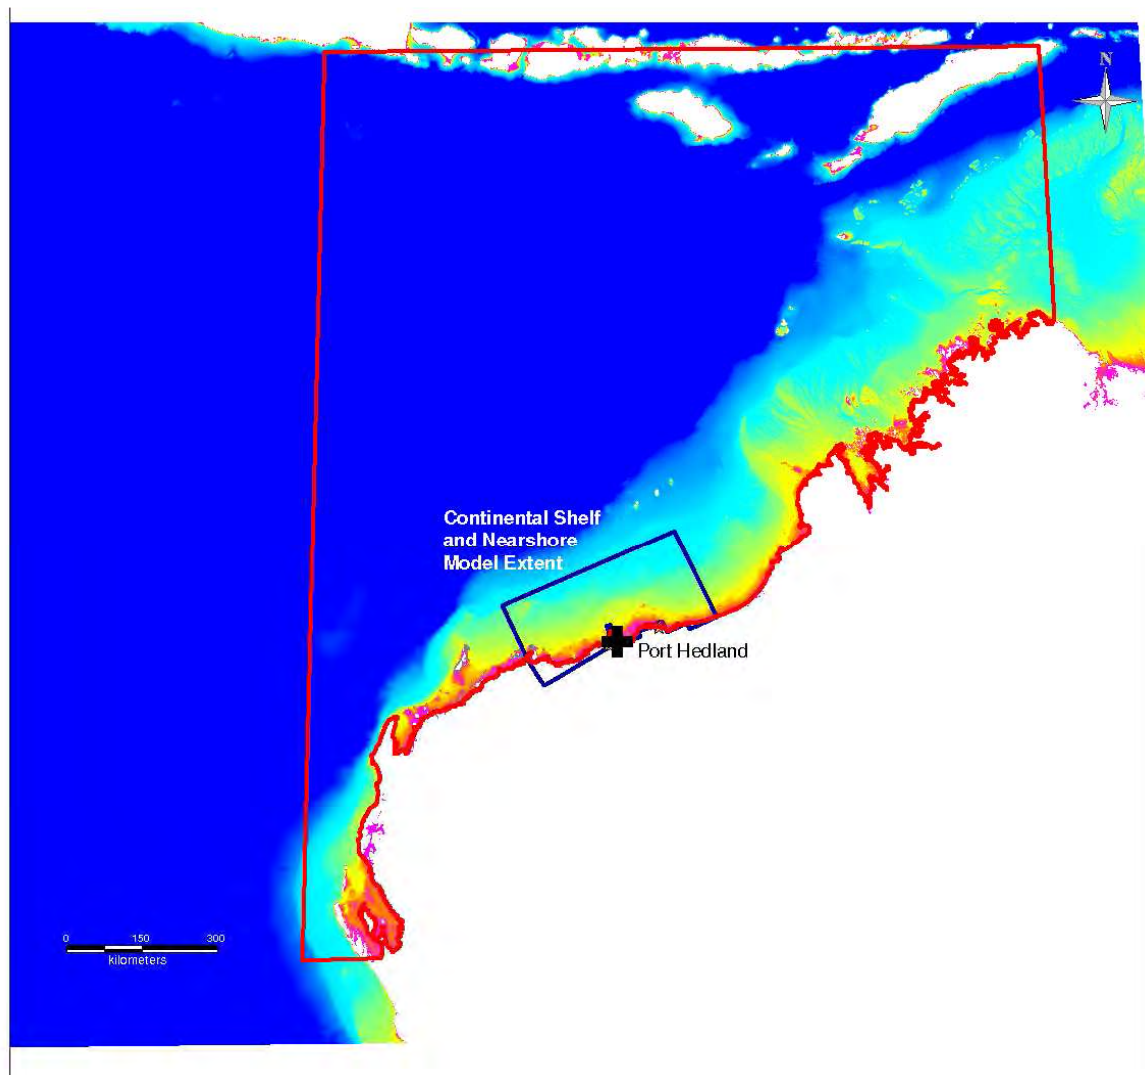 N
Continental Shelf
and Nearshore
Model Extent
Port Hedland
0 150 300
kilometers